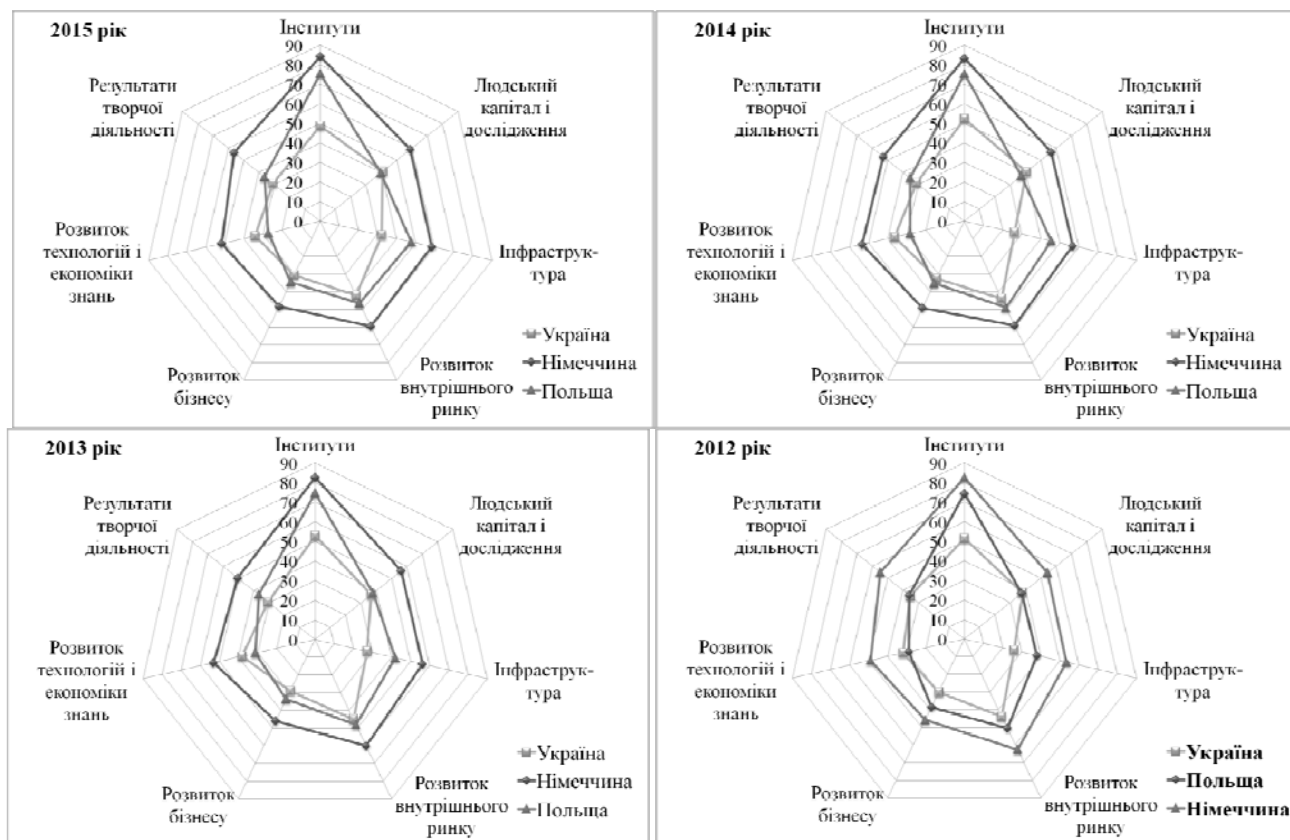 2015 рік
Інститути
90
80
70
60
50
40
30
20
10
0
Людський
капітал і
дослідження
Інфраструк-
тура
Розвиток
внутрішнього
ринку
Розвиток
бізнесу
Розвиток
технологій і
економіки
знань
Результати
творчої
діяльності
Україна
Німеччина
Польща
2014 рік
Інститути
90
80
70
60
50
40
30
20
10
0
Людський
капітал і
дослідження
Інфраструк-
тура
Розвиток
внутрішнього
ринку
Розвиток
бізнесу
Розвиток
технологій і
економіки
знань
Результати
творчої
діяльності
Україна
Німеччина
Польща
2013 рік
Інститути
90
80
70
60
50
40
30
20
10
0
Людський
капітал і
дослідження
Інфраструк-
тура
Розвиток
внутрішнього
ринку
Розвиток
бізнесу
Розвиток
технологій і
економіки
знань
Результати
творчої
діяльності
Україна
Німеччина
Польща
2012 рік
Інститути
90
80
70
60
50
40
30
20
10
0
Людський
капітал і
дослідження
Інфраструк-
тура
Розвиток
внутрішнього
ринку
Розвиток
бізнесу
Розвиток
технологій і
економіки
знань
Результати
творчої
діяльності
Україна
Польща
Німеччина